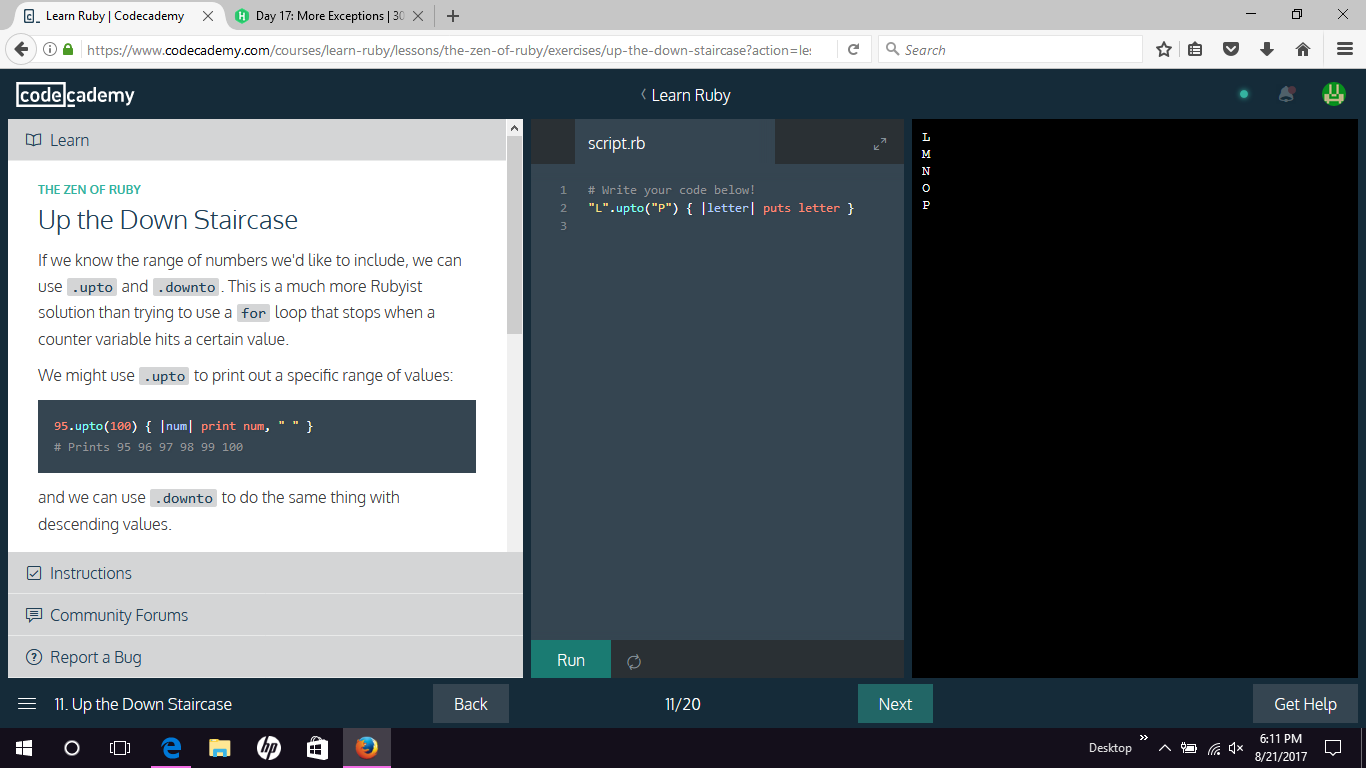 Learn Ruby | Codecademy
Day 17: More Exceptions | 30
https://www.codecademy.com/courses/learn-ruby/lessons/the-zen-of-ruby/exercises/up-the-down-staircase?action=le
Search
codecademy
Learn Ruby
Learn
THE ZEN OF RUBY
Up the Down Staircase
If we know the range of numbers we'd like to include, we can
use .upto and .downto. This is a much more Rubyist
solution than trying to use a for loop that stops when a
counter variable hits a certain value.
We might use .upto to print out a specific range of values:
95.upto(100) { |num| print num, " " }
# Prints 95 96 97 98 99 100
and we can use .downto to do the same thing with
descending values.
Instructions
Community Forums
Report a Bug
script.rb
1 # Write your code below!
2 "L".upto("P") { |letter| puts letter }
3
Run
L
M
N
O
P
11. Up the Down Staircase
Back
11/20
Next
Get Help
hp
Desktop
6:11 PM
8/21/2017